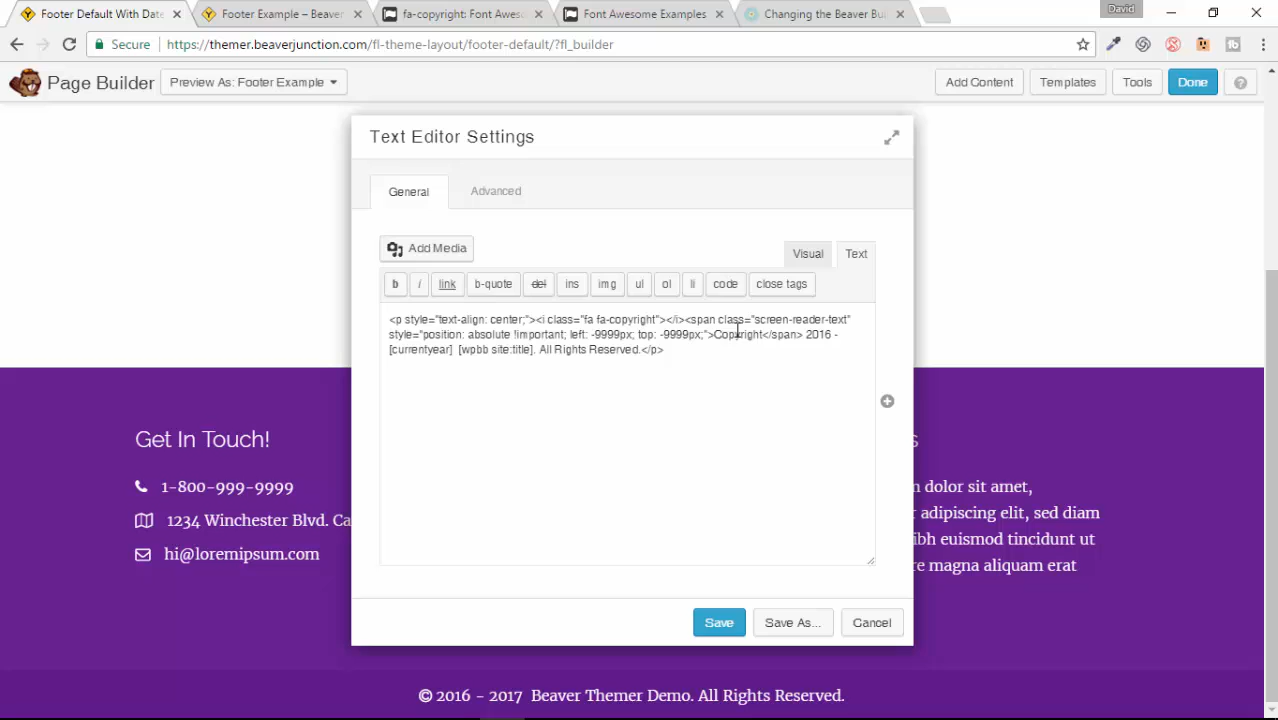 Footer Default With Date
Footer Example – Beaver
fa-copyright: Font Aweso
Font Awesome Examples
Changing the Beaver Bui
David
Secure
https://themer.beaverjunction.com/fl-theme-layout/footer-default/?fl_builder
Page Builder
Preview As: Footer Example
Add Content
Templates
Tools
Done
?
Text Editor Settings
General
Advanced
Add Media
Visual
Text
b
i
link
b-quote
del
ins
img
ul
ol
li
code
close tags
<p style="text-align: center;"><i class="fa fa-copyright"></i><span class="screen-reader-text"
style="position: absolute !important; left: -9999px; top: -9999px;">Copyright</span> 2016 -
[currentyear]  [wpbb site:title]. All Rights Reserved.</p>
Save
Save As...
Cancel
Get In Touch!
1-800-999-9999
1234 Winchester Blvd. Ca
hi@loremipsum.com
s
n dolor sit amet,
r adipiscing elit, sed diam
ibh euismod tincidunt ut
re magna aliquam erat
© 2016 - 2017  Beaver Themer Demo. All Rights Reserved.